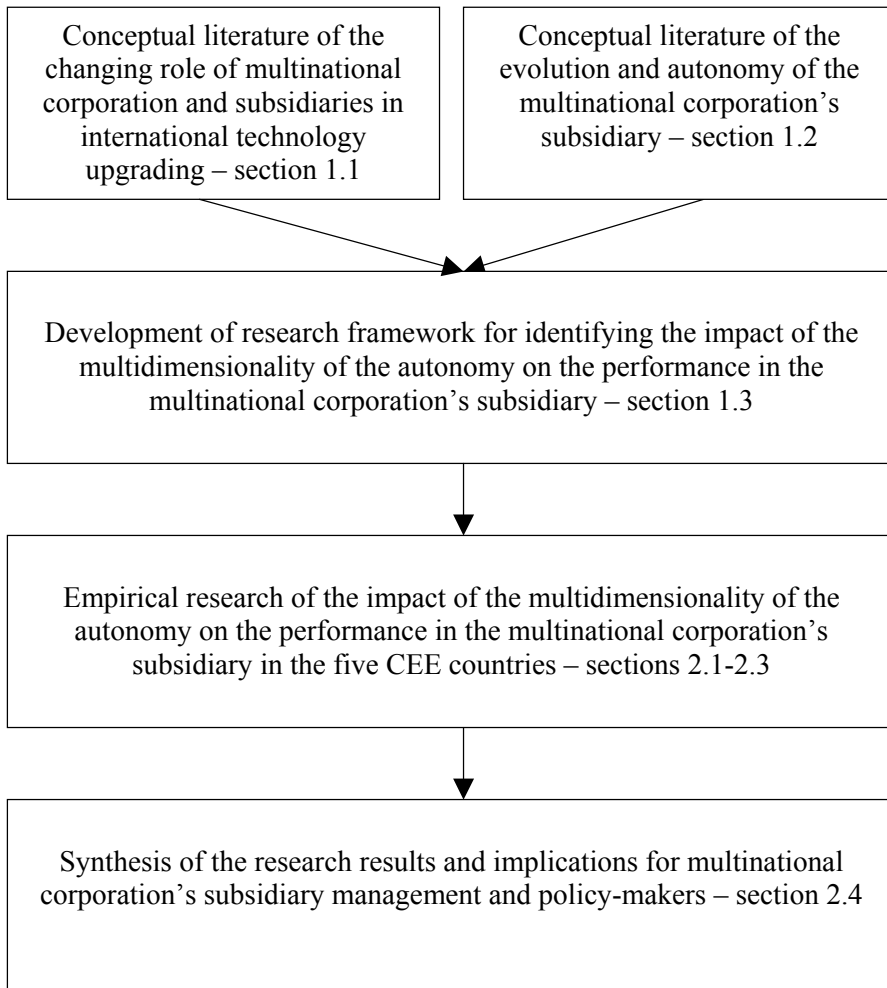 Conceptual literature of the
changing role of multinational
corporation and subsidiaries in
international technology
upgrading – section 1.1
Conceptual literature of the
evolution and autonomy of the
multinational corporation’s
subsidiary – section 1.2
Development of research framework for identifying the impact of the
multidimensionality of the autonomy on the performance in the
multinational corporation’s subsidiary – section 1.3
Empirical research of the impact of the multidimensionality of the
autonomy on the performance in the multinational corporation’s
subsidiary in the five CEE countries – sections 2.1-2.3
Synthesis of the research results and implications for multinational
corporation’s subsidiary management and policy-makers – section 2.4